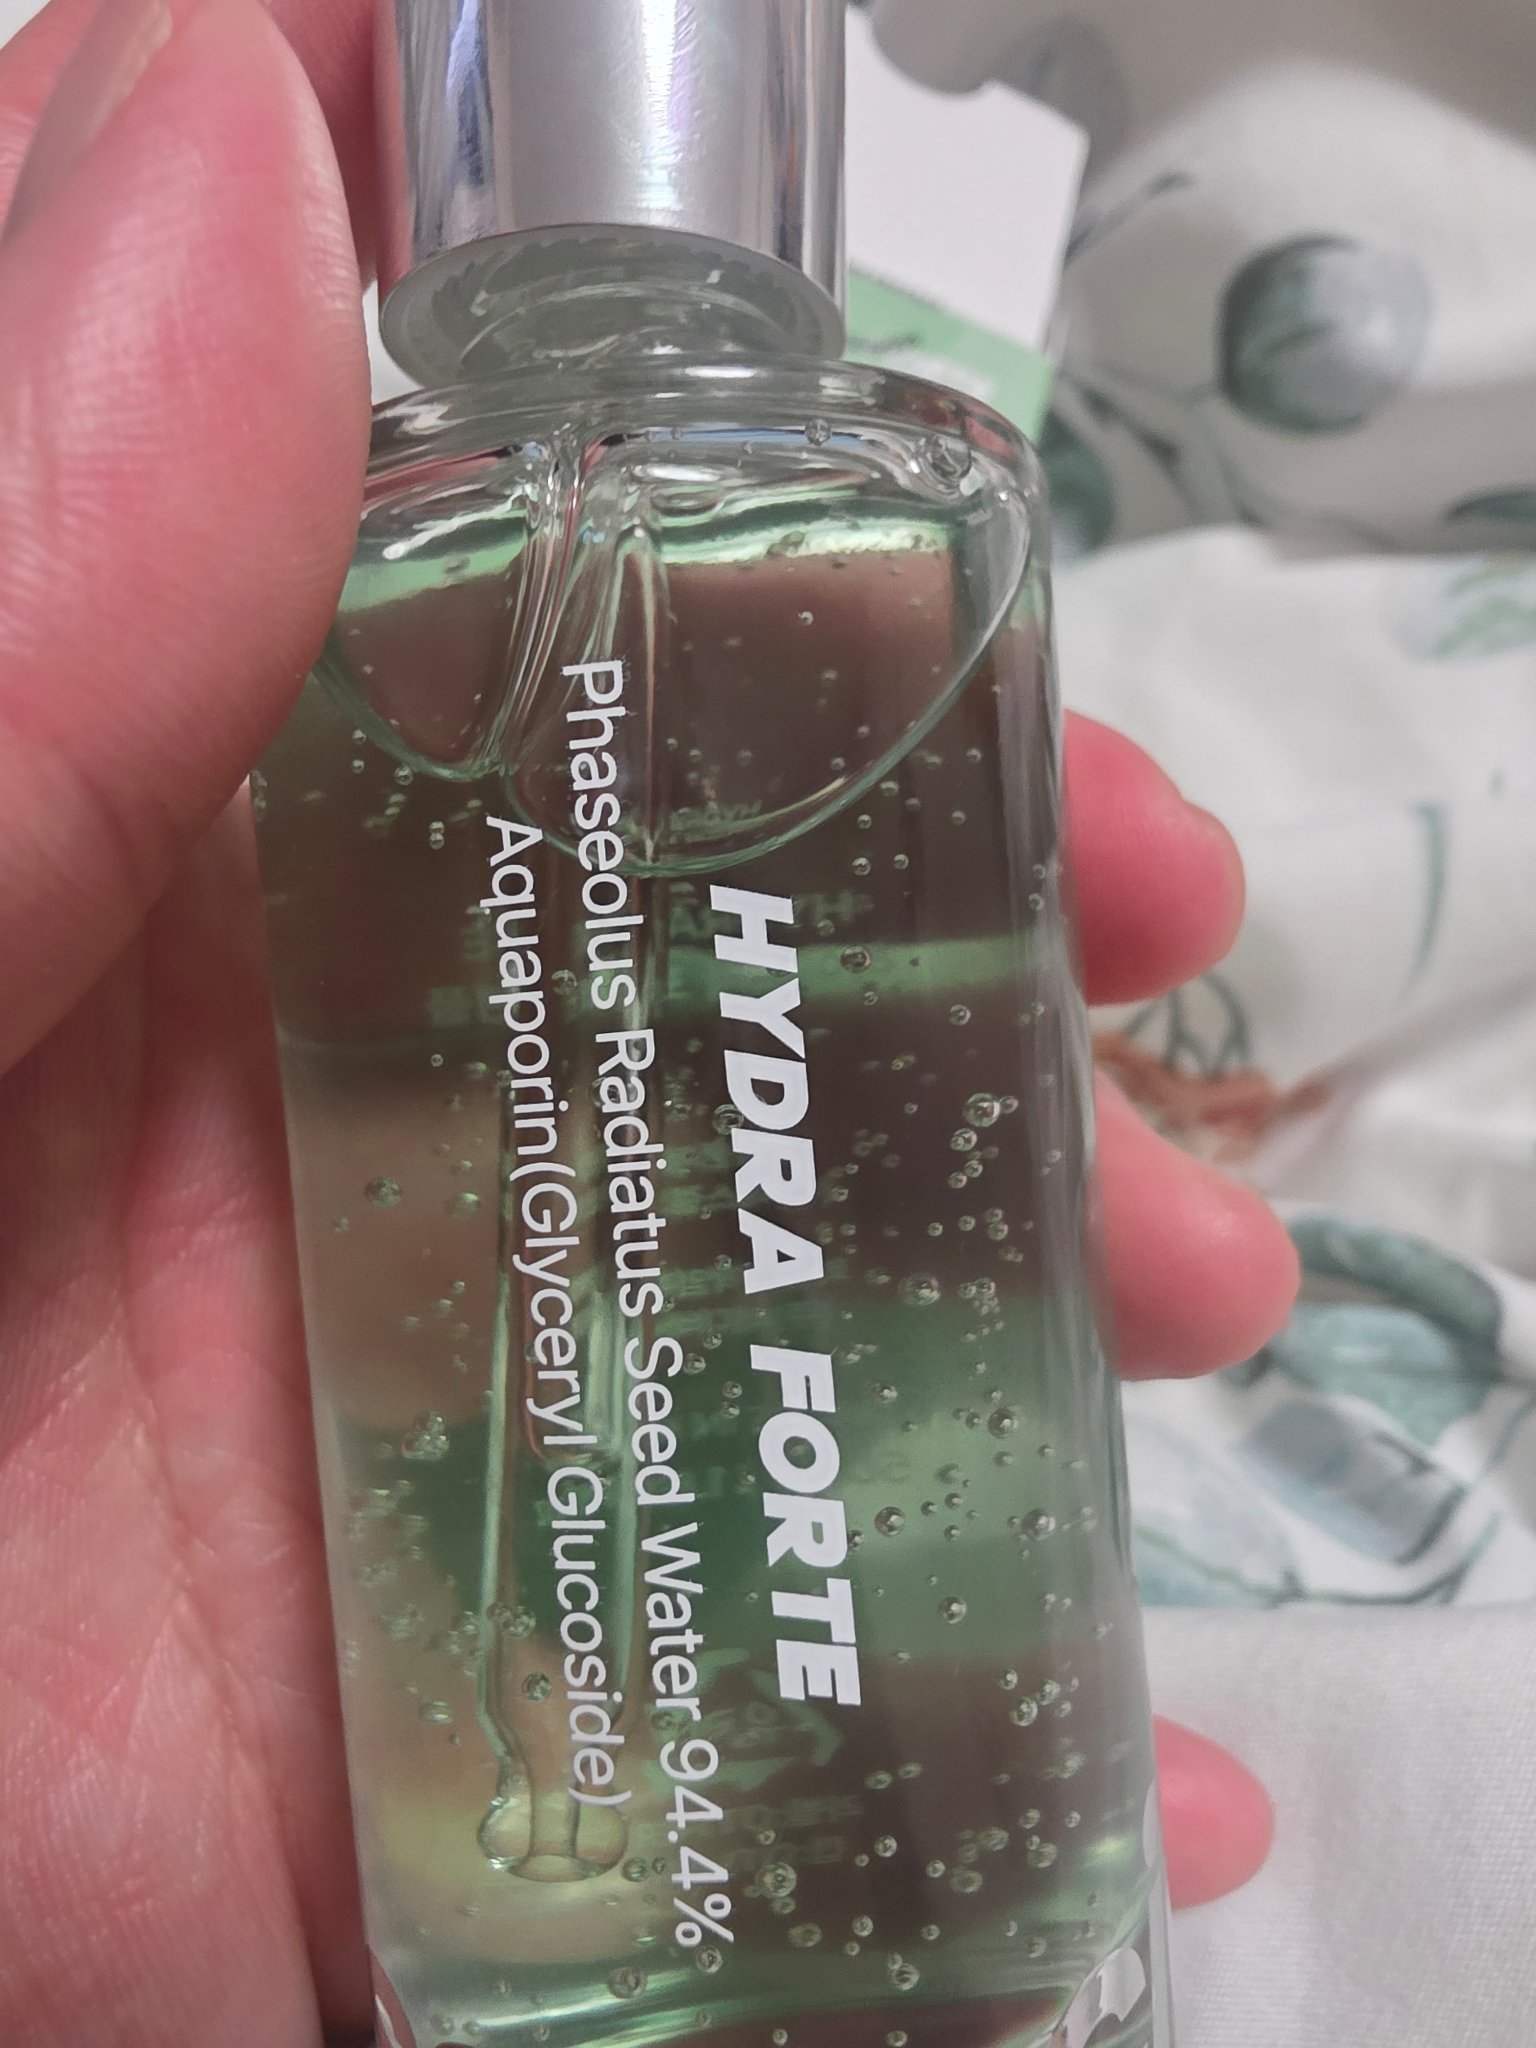 HYDRA FORTE
Phaseolus Radiatus Seed Water 94.4%
Aquaporin(Glyceryl Glucoside)